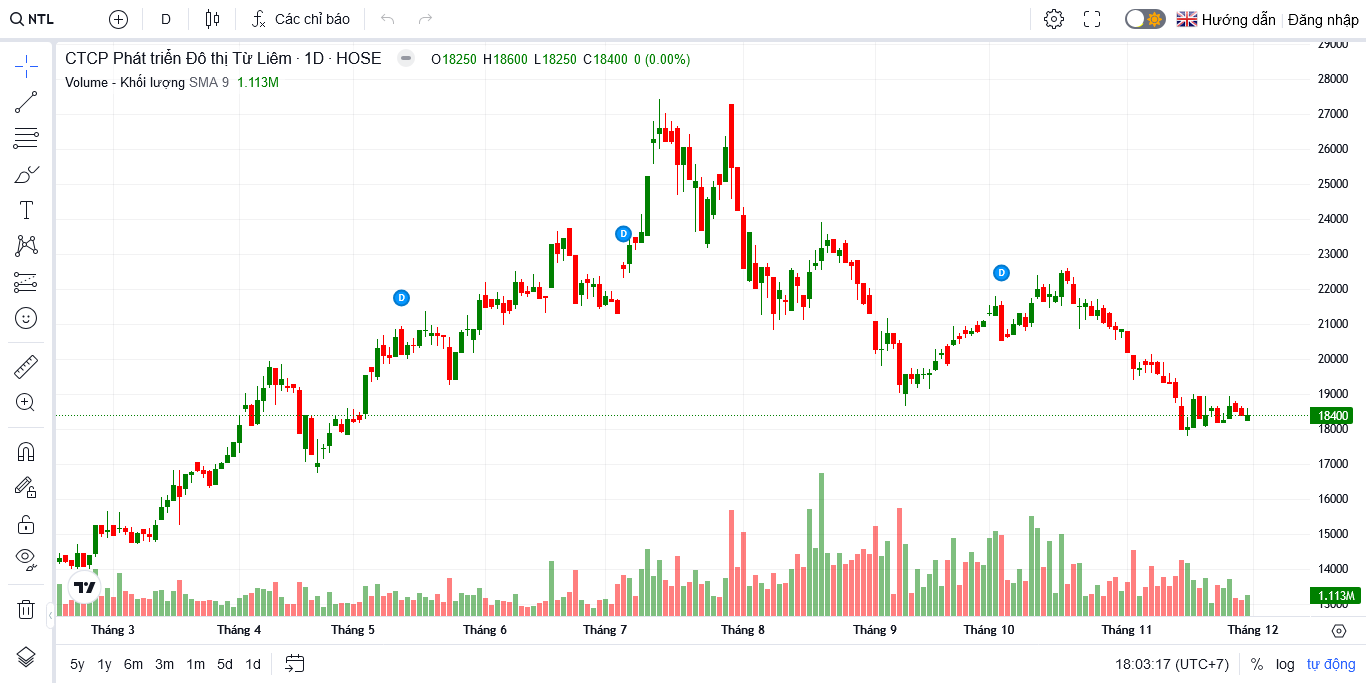 NTL D Các chỉ báo Hướng dẫn Đăng nhập
CTCP Phát triển Đô thị Từ Liêm · 1D · HOSE O18250 H18600 L18250 C18400 0 (0.00%)
Volume - Khối lượng SMA 9 1.113M
29000
28000
27000
26000
25000
24000
D
23000
D
22000
D
21000
20000
19000
18400
18000
17000
16000
15000
14000
1.113M
13000
Tháng 3 Tháng 4 Tháng 5 Tháng 6 Tháng 7 Tháng 8 Tháng 9 Tháng 10 Tháng 11 Tháng 12
5y 1y 6m 3m 1m 5d 1d 18:03:17 (UTC+7) % log tự động